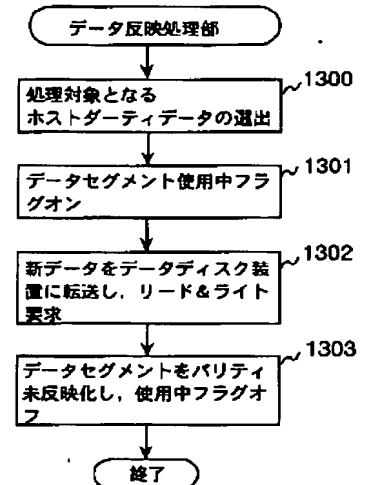 データ反映処理部
処理対象となる
ホストダーティデータの選出
1300
データセグメント使用中フラ
グオン
1301
新データをデータディスク装
置に転送し，リード＆ライト
要求
1302
データセグメントをパリティ
未反映化し，使用中フラグオ
フ
1303
終了